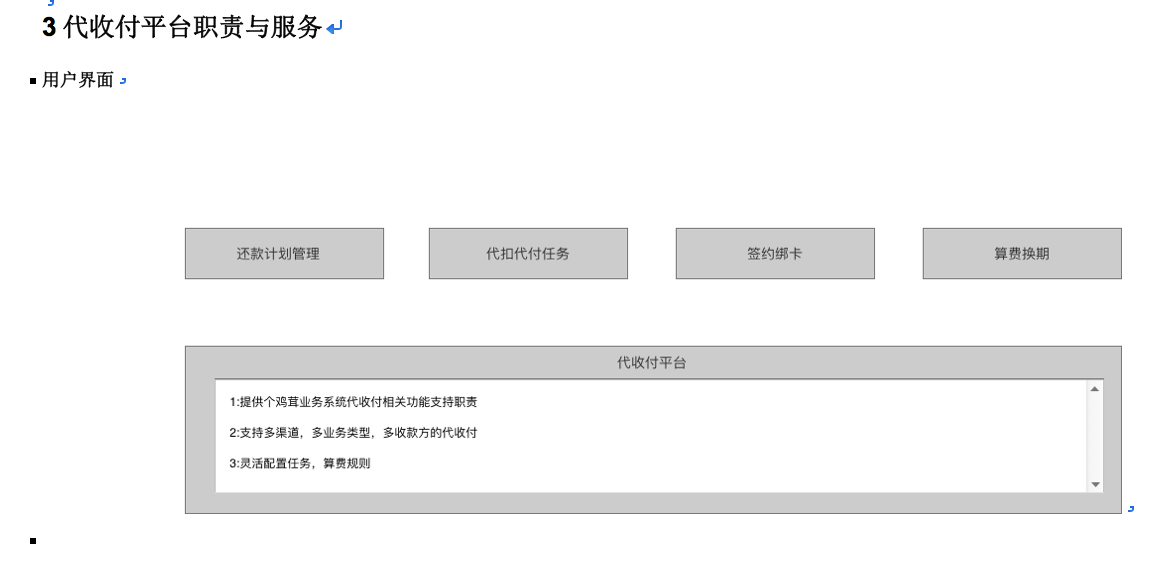 3 代收付平台职责与服务
用户界面
还款计划管理
代扣代付任务
签约绑卡
算费换期
代收付平台
1:提供个鸡茸业务系统代收付相关功能支持职责
2:支持多渠道，多业务类型，多收款方的代收付
3:灵活配置任务，算费规则